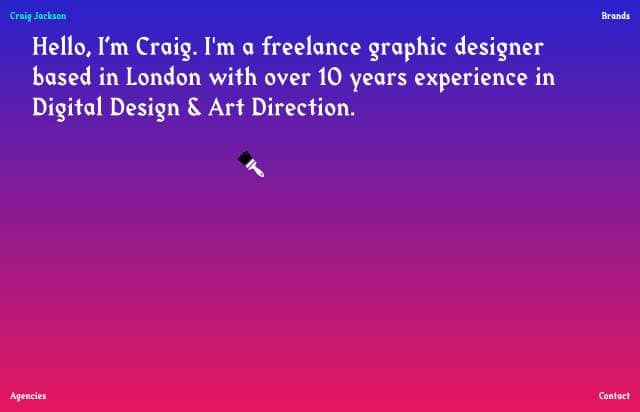 Craig Jackson
Brands
Hello, I’m Craig. I'm a freelance graphic designer
based in London with over 10 years experience in
Digital Design & Art Direction.
Agencies
Contact